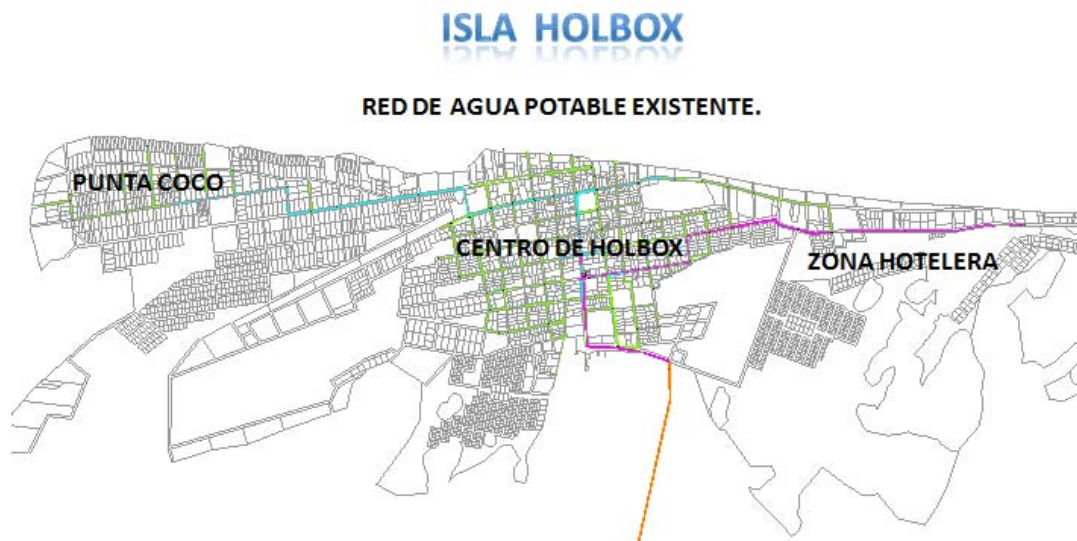 ISLA HOLBOX
RED DE AGUA POTABLE EXISTENTE.
PUNTA COCO
CENTRO DE HOLBOX
ZONA HOTELERA